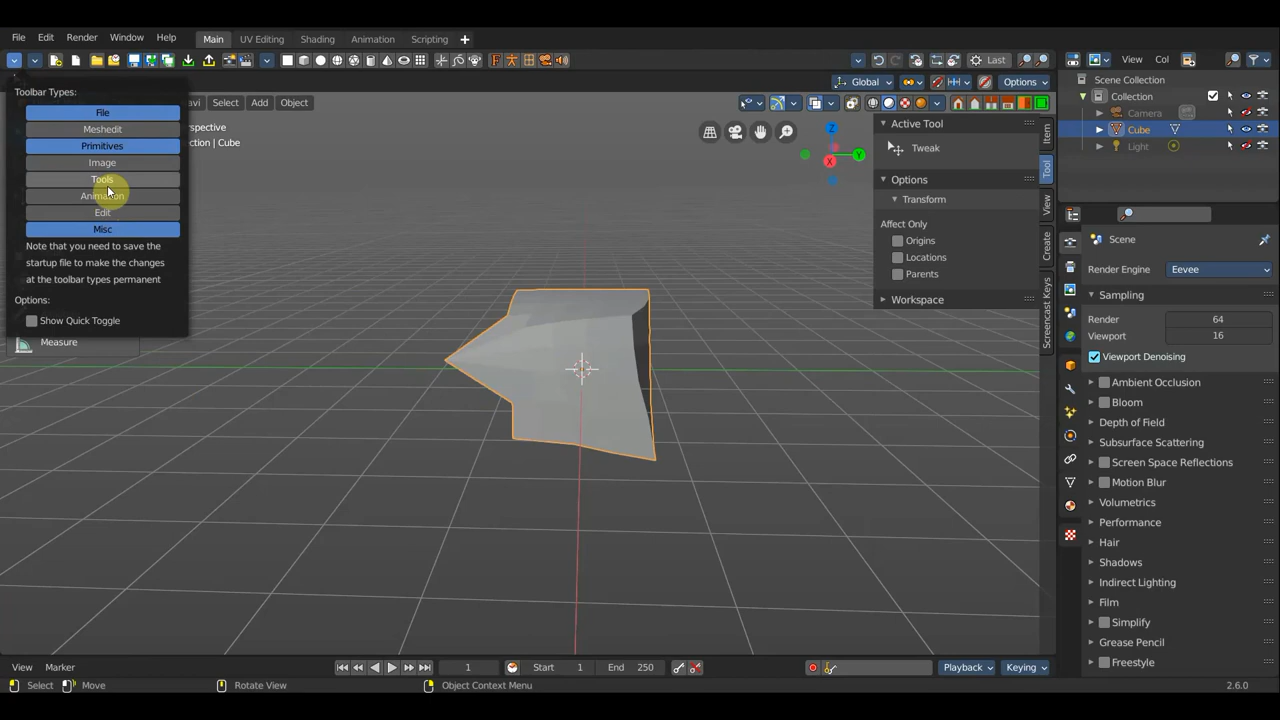 File Edit Render Window Help Main UV Editing Shading Animation Scripting
Last
Toolbar Types:
File
Meshedit
Primitives
Image
Tools
Animation
Edit
Misc
Note that you need to save the
startup file to make the changes
at the toolbar types permanent
Options:
Show Quick Toggle
Measure
Select Add Object
Global Options
Active Tool
Tweak
Options
Transform
Affect Only
Origins
Locations
Parents
Workspace
Item
Tool
View
Create
Screencast Keys
View Col
Scene Collection
Collection
Camera
Cube
Light
Scene
Render Engine Eevee
Sampling
Render 64
Viewport 16
Viewport Denoising
Ambient Occlusion
Bloom
Depth of Field
Subsurface Scattering
Screen Space Reflections
Motion Blur
Volumetrics
Performance
Hair
Shadows
Indirect Lighting
Film
Simplify
Grease Pencil
Freestyle
View Marker 1 Start 1 End 250 Playback Keying
Select Move Rotate View Object Context Menu 2.6.0